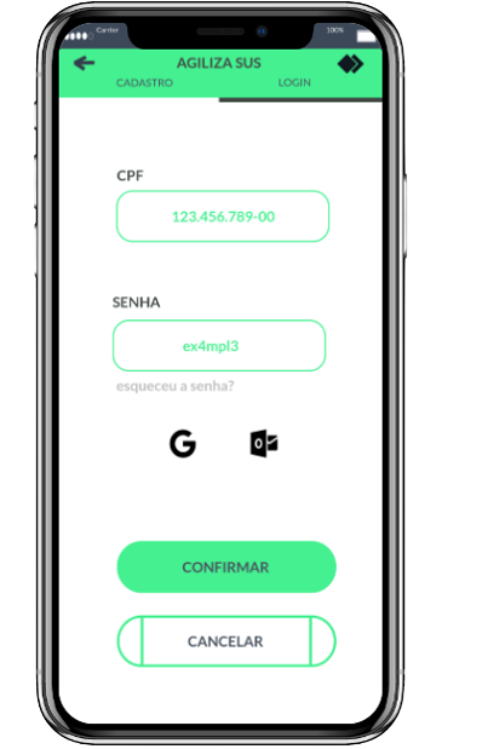 Carrier 100%
AGILIZA SUS
CADASTRO LOGIN
CPF
123.456.789-00
SENHA
ex4mpl3
esqueceu a senha?
G
O
CONFIRMAR
CANCELAR